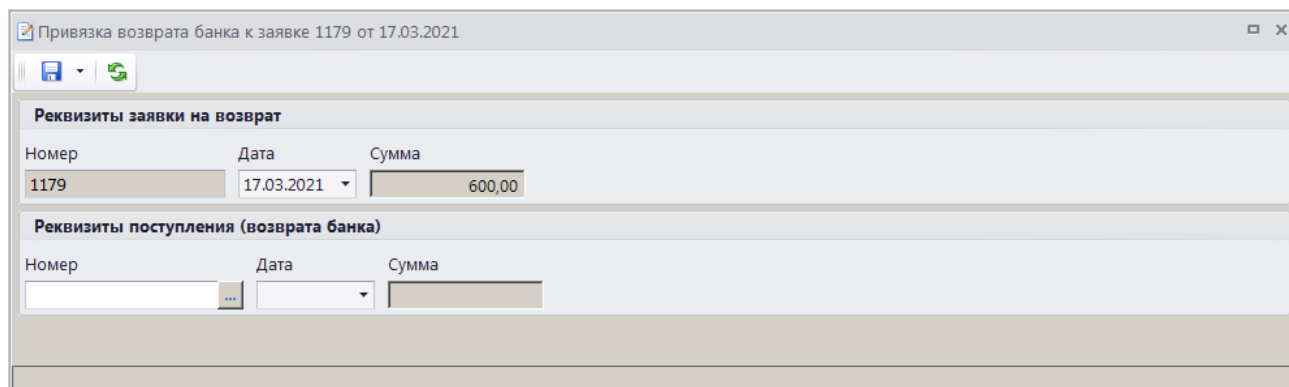 Привязка возврата банка к заявке 1179 от 17.03.2021
Реквизиты заявки на возврат
Номер Дата Сумма
1179 17.03.2021 600,00
Реквизиты поступления (возврата банка)
Номер Дата Сумма
...